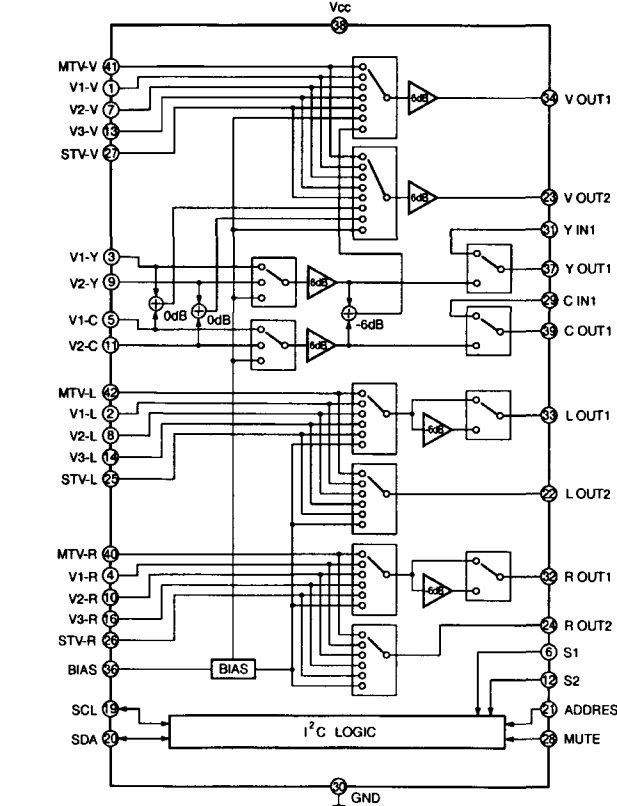 Vcc
38
MTV-V 41
V1-V 1
V2-V 7
V3-V 13
STV-V 27
6dB
34 V OUT1
6dB
23 V OUT2
31 Y IN1
V1-Y 3
V2-Y 9
6dB
37 Y OUT1
29 C IN1
0dB
0dB
-6dB
V1-C 5
V2-C 11
6dB
39 C OUT1
MTV-L 42
V1-L 2
V2-L 8
V3-L 14
STV-L 25
-6dB
33 L OUT1
22 L OUT2
MTV-R 40
V1-R 4
V2-R 10
V3-R 16
STV-R 26
-6dB
32 R OUT1
24 R OUT2
BIAS 36
BIAS
6 S1
12 S2
SCL 19
SDA 20
I²C LOGIC
21 ADDRES
28 MUTE
30
GND